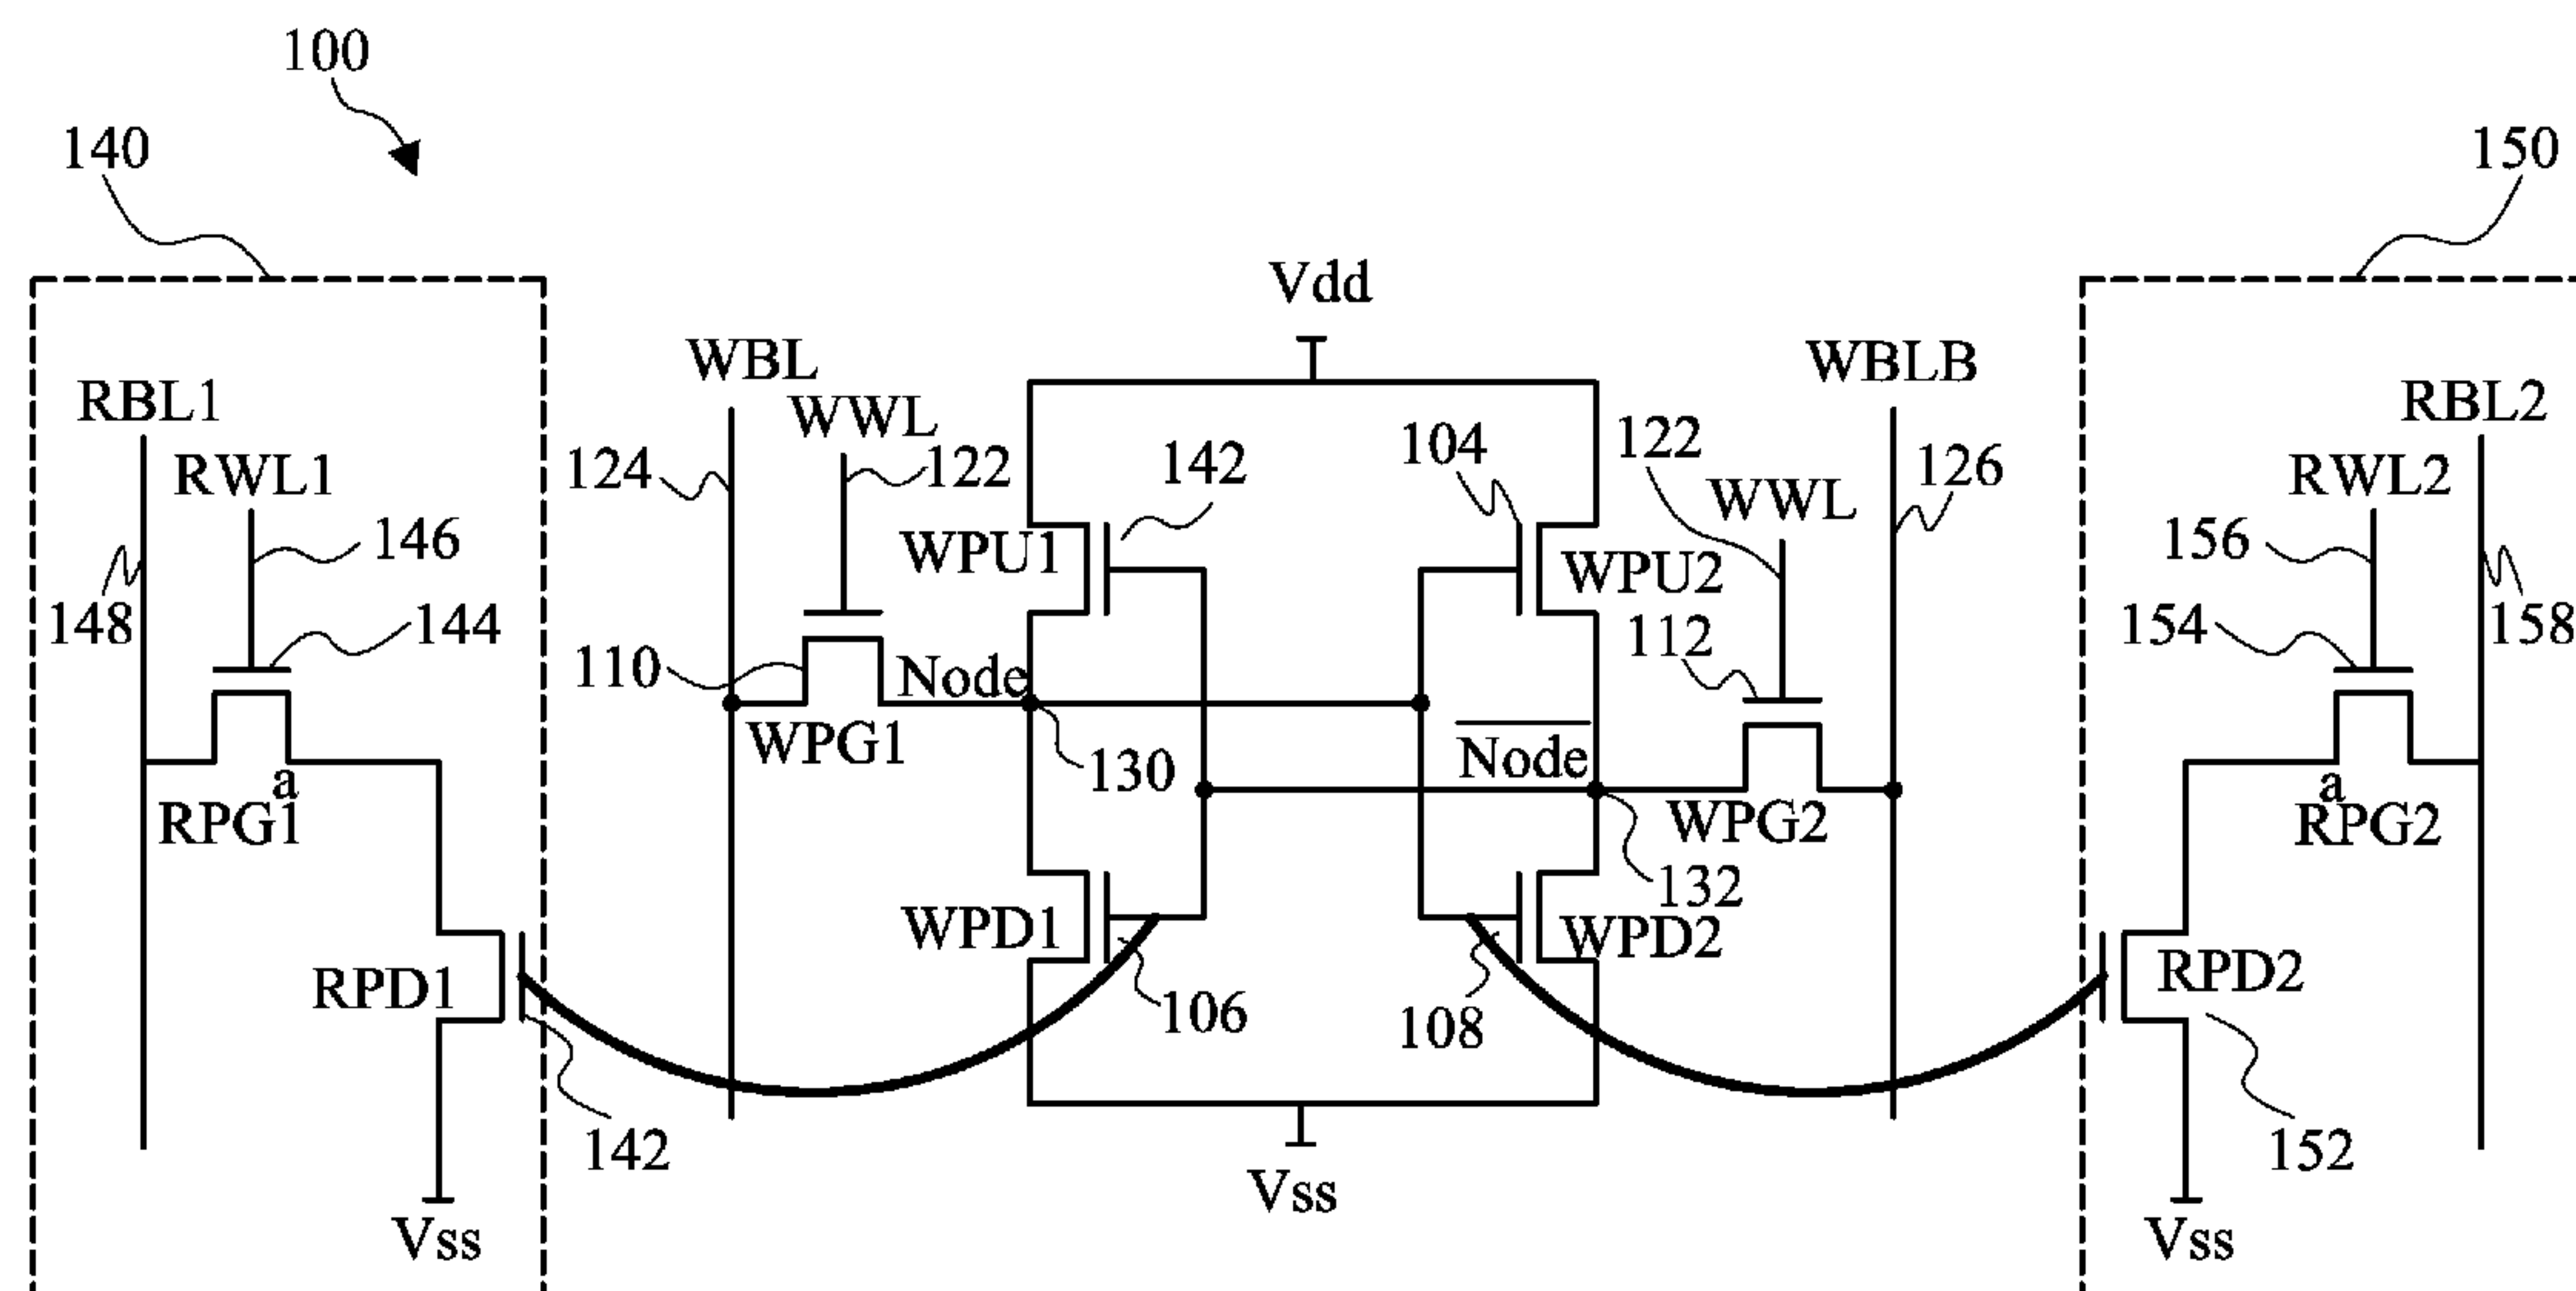 100
140
150
Vdd
WBL
WBLB
RBL1
WWL
RBL2
RWL1
124
122
142
104
122
WWL
126
RWL2
146
WPU1
WPU2
156
148
144
110
Node
112
154
158
WPG1
130
Node
a
RPG1
WPG2
a
RPG2
132
WPD1
WPD2
RPD1
RPD2
106
108
142
152
Vss
Vss
Vss